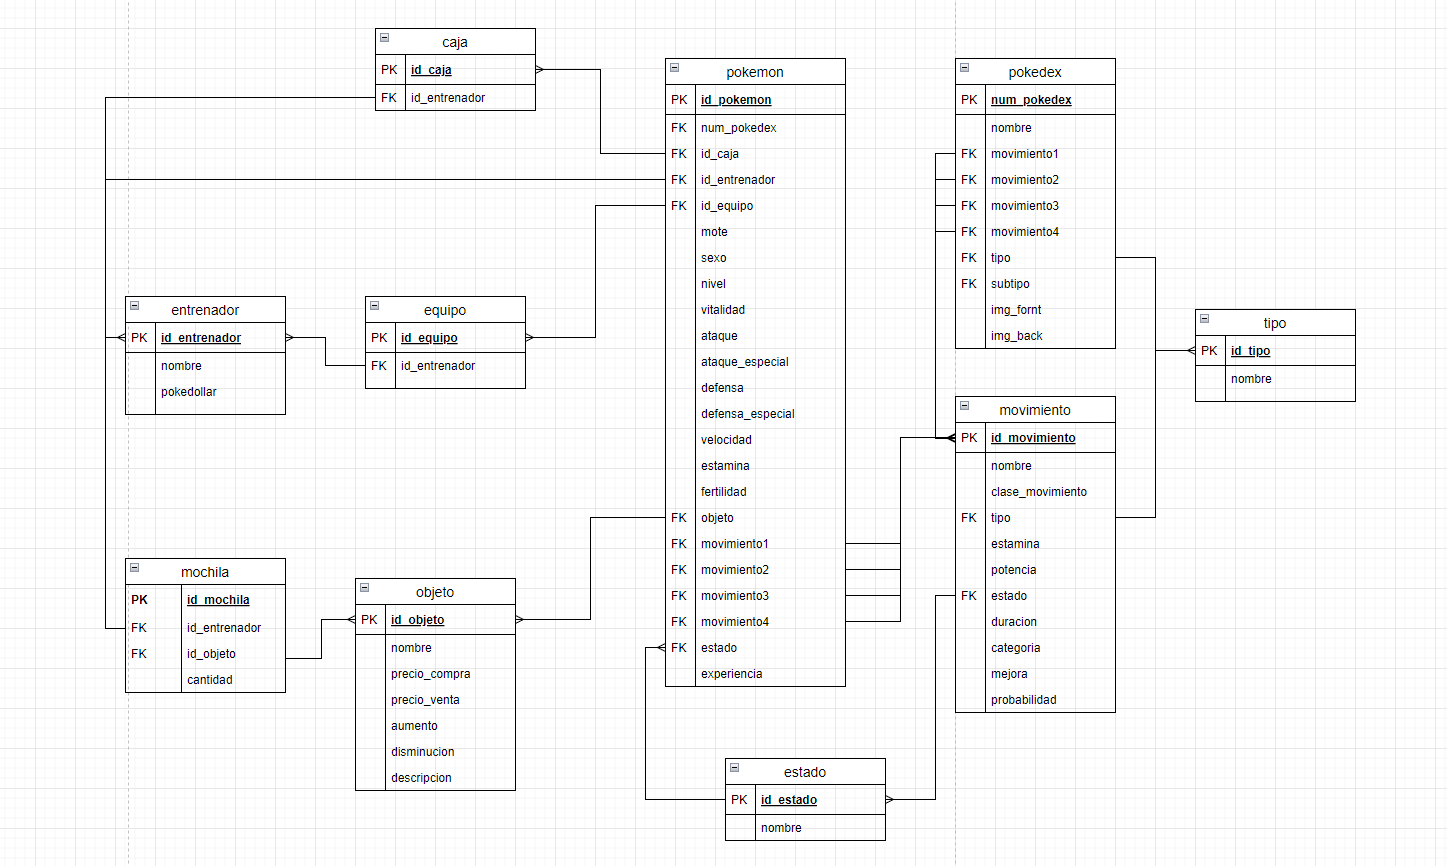 caja
PK id_caja
FK id_entrenador
pokemon
PK id_pokemon
FK num_pokedex
FK id_caja
FK id_entrenador
FK id_equipo
mote
sexo
nivel
vitalidad
ataque
ataque_especial
defensa
defensa_especial
velocidad
estamina
fertilidad
FK objeto
FK movimiento1
FK movimiento2
FK movimiento3
FK movimiento4
FK estado
experiencia
pokedex
PK num_pokedex
nombre
FK movimiento1
FK movimiento2
FK movimiento3
FK movimiento4
FK tipo
FK subtipo
img_fornt
img_back
entrenador
PK id_entrenador
nombre
pokedollar
equipo
PK id_equipo
FK id_entrenador
tipo
PK id_tipo
nombre
movimiento
PK id_movimiento
nombre
clase_movimiento
FK tipo
estamina
potencia
FK estado
duracion
categoria
mejora
probabilidad
mochila
PK id_mochila
FK id_entrenador
FK id_objeto
cantidad
objeto
PK id_objeto
nombre
precio_compra
precio_venta
aumento
disminucion
descripcion
estado
PK id_estado
nombre